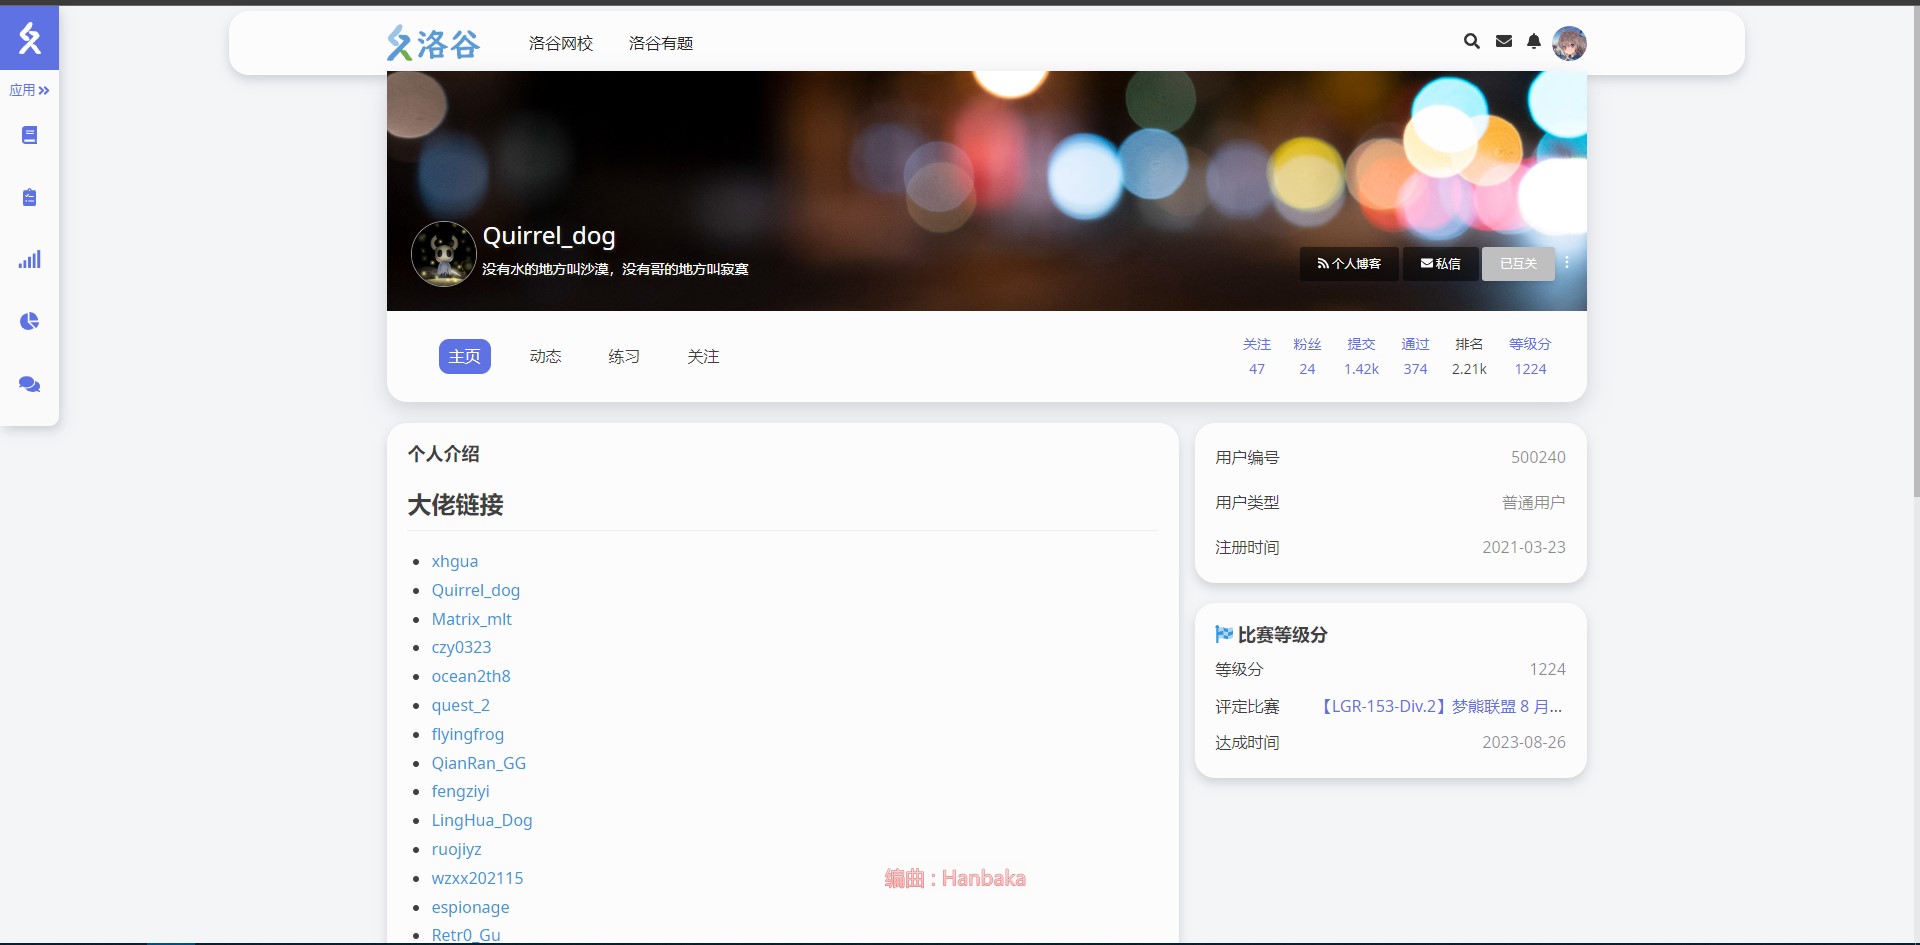 洛谷
洛谷网校
洛谷有题
应用
Quirrel_dog
没有水的地方叫沙漠，没有哥的地方叫寂寞
个人博客
私信
已互关
主页
动态
练习
关注
关注
粉丝
提交
通过
排名
等级分
47
24
1.42k
374
2.21k
1224
个人介绍
大佬链接
xhgua
Quirrel_dog
Matrix_mlt
czy0323
ocean2th8
quest_2
flyingfrog
QianRan_GG
fengziyi
LingHua_Dog
ruojiyz
wzxx202115
espionage
Retr0_Gu
编曲 : Hanbaka
用户编号 500240
用户类型 普通用户
注册时间 2021-03-23
比赛等级分
等级分 1224
评定比赛 【LGR-153-Div.2】梦熊联盟 8 月...
达成时间 2023-08-26